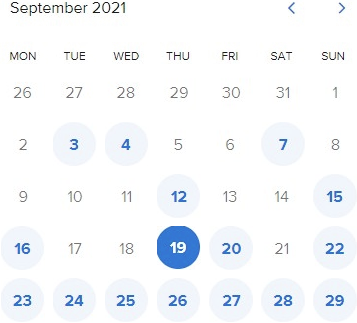 September 2021
MON TUE WED THU FRI SAT SUN
26 27 28 29 30 31 1
2 3 4 5 6 7 8
9 10 11 12 13 14 15
16 17 18 19 20 21 22
23 24 25 26 27 28 29